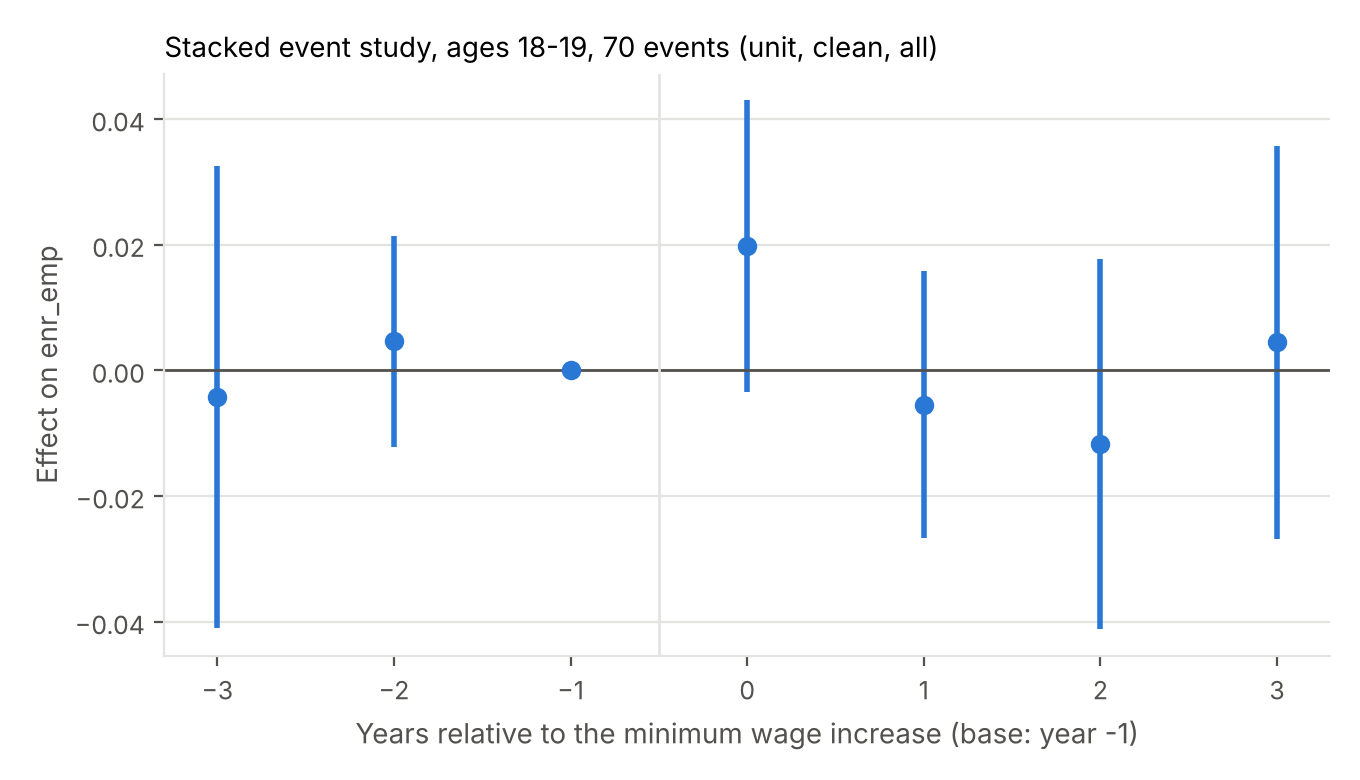 Stacked event study, ages 18-19, 70 events (unit, clean, all)
Effect on enr_emp
0.04
0.02
0.00
−0.02
−0.04
−3 −2 −1 0 1 2 3
Years relative to the minimum wage increase (base: year -1)